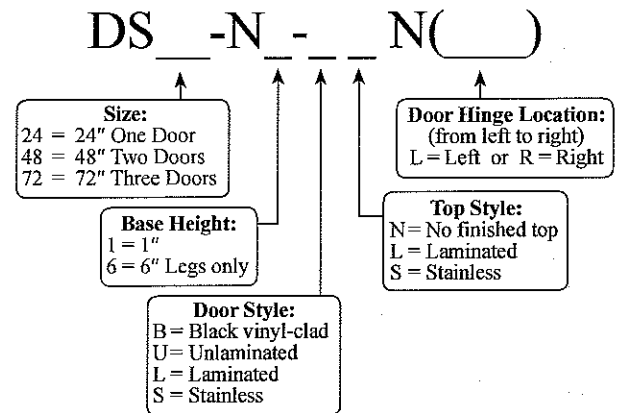 DS__-N_-_ _ N(___)
Size:
24 = 24" One Door
48 = 48" Two Doors
72 = 72" Three Doors
Door Hinge Location:
(from left to right)
L = Left or R = Right
Base Height:
1 = 1"
6 = 6" Legs only
Top Style:
N = No finished top
L = Laminated
S = Stainless
Door Style:
B = Black vinyl-clad
U = Unlaminated
L = Laminated
S = Stainless